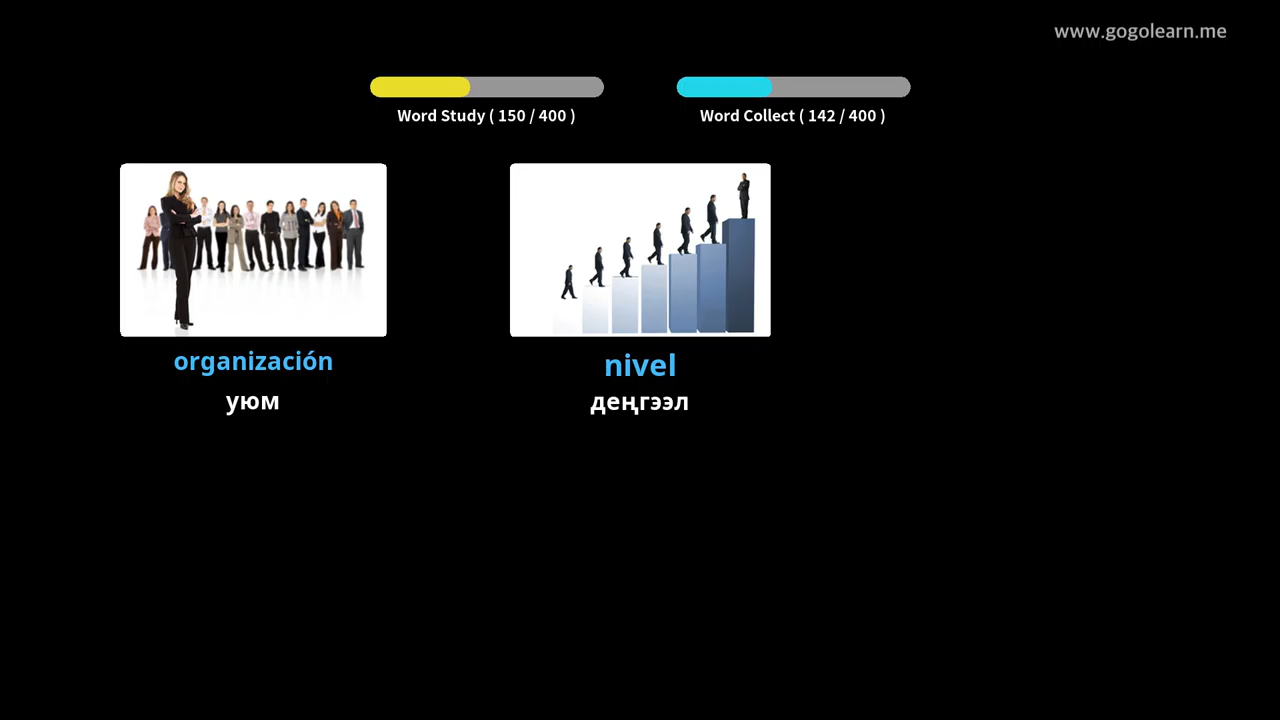 www.gogolearn.me
Word Study ( 150 / 400 )
Word Collect ( 142 / 400 )
organización
уюм
nivel
деңгээл